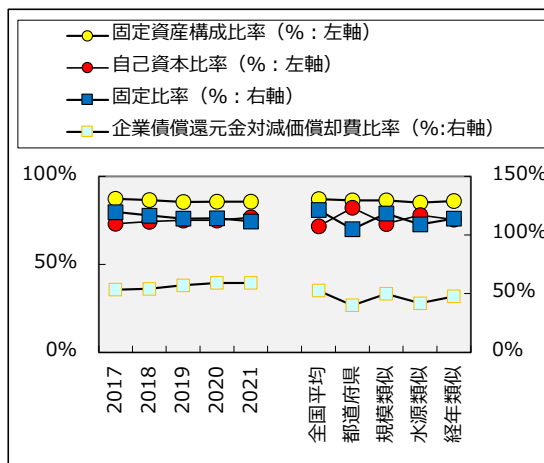 固定資産構成比率（%：左軸）
自己資本比率（%：左軸）
固定比率（%：右軸）
企業債償還元金対減価償却費比率（%:右軸）
100%
50%
0%
150%
100%
50%
0%
2017
2018
2019
2020
2021
全国平均
都道府県
規模類似
水源類似
経年類似